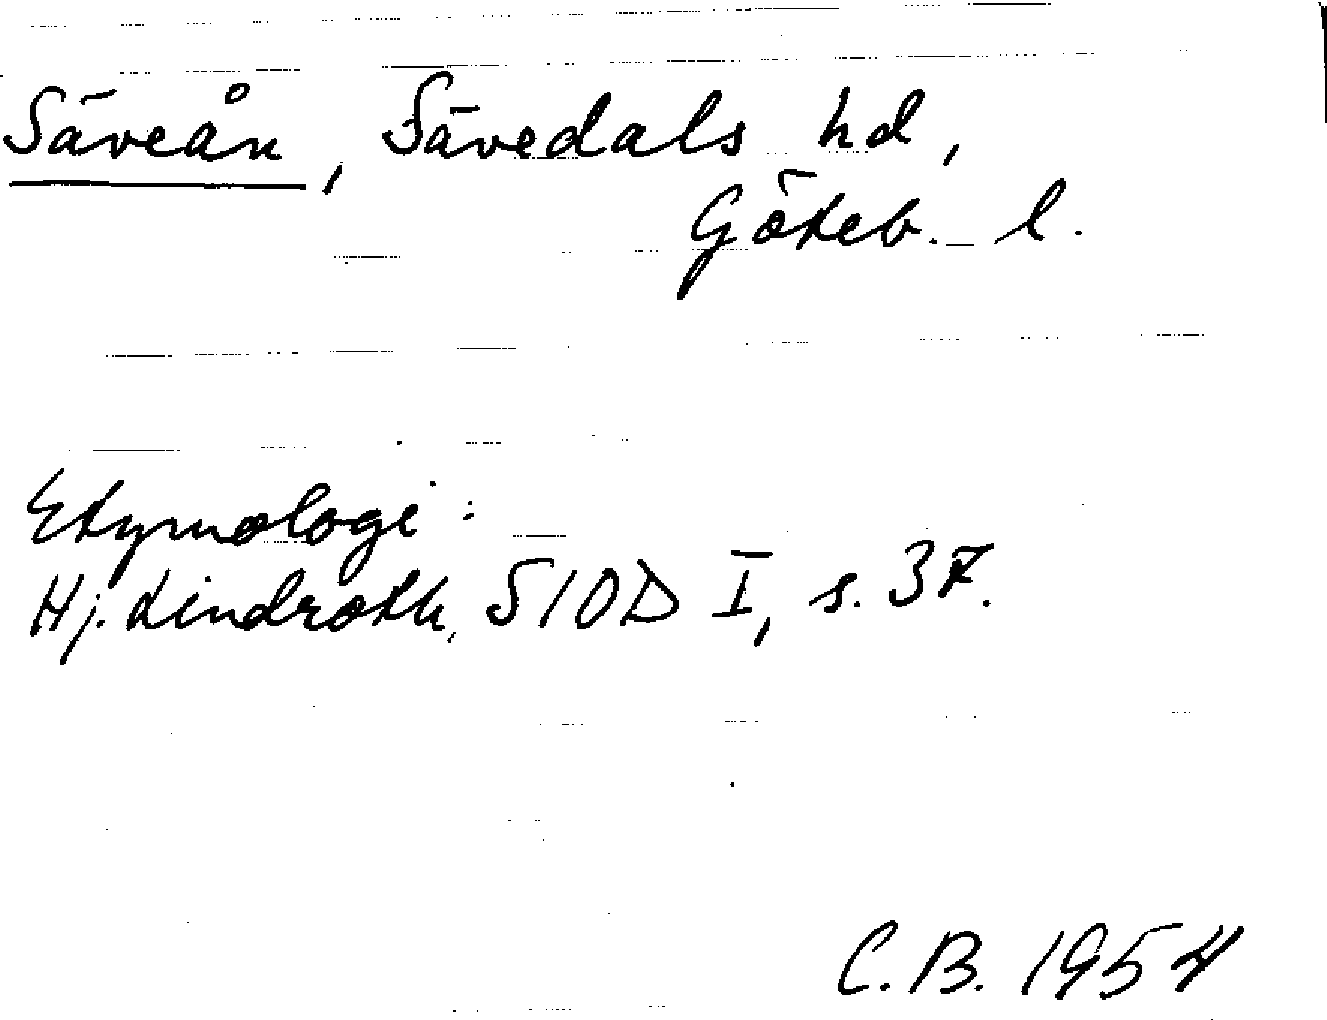 Säveån, Sävedals hd,
Göteb. l.
Etymologi:
Hj. Lindroth, SIOD I, s. 37.
C.B. 1954